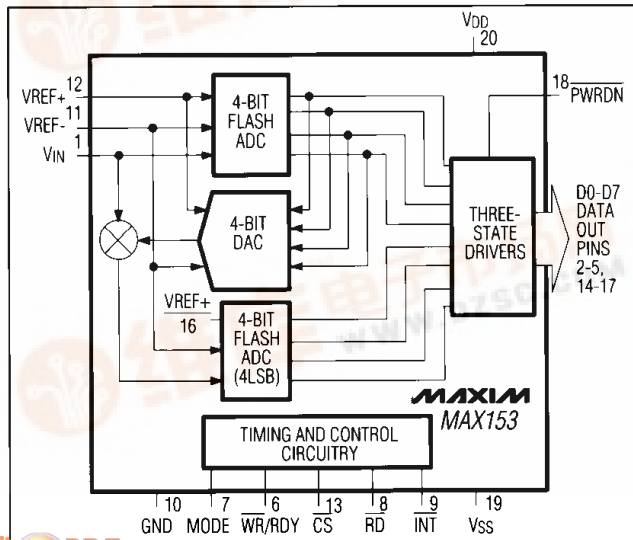 VDD
20
12
VREF+
11
VREF-
1
VIN
4-BIT
FLASH
ADC
18
PWRDN
4-BIT
DAC
THREE-
STATE
DRIVERS
D0-D7
DATA
OUT
PINS
2-5,
14-17
VREF+
16
4-BIT
FLASH
ADC
(4LSB)
MAXIM
MAX153
TIMING AND CONTROL
CIRCUITRY
10 7 6 13 8 9 19
GND MODE WR/RDY CS RD INT VSS